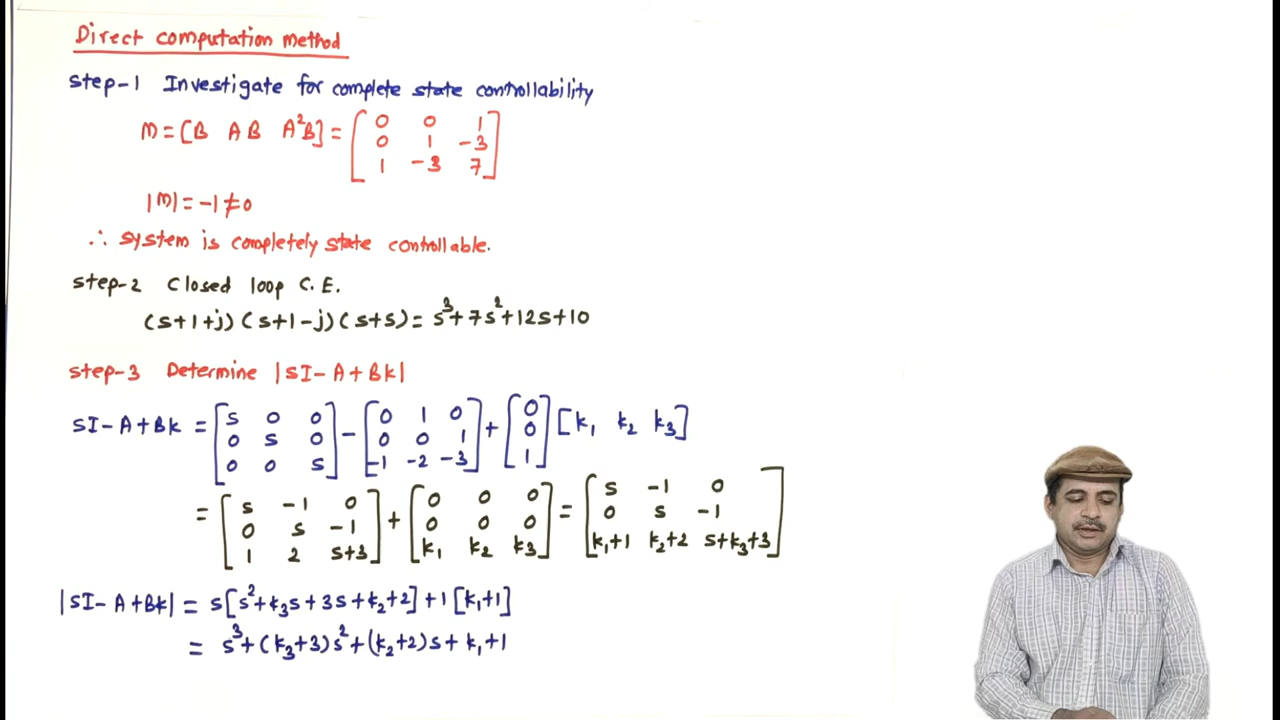 Direct computation method
step-1 Investigate for complete state controllability
M = [B AB A²B] = [0 0 1
0 1 -3
1 -3 7]
|M| = -1 ≠ 0
∴ system is completely state controllable.
step-2 Closed loop C.E.
(s+1+j)(s+1-j)(s+5) = s³+7s²+12s+10
step-3 Determine |sI-A+Bk|
sI-A+Bk = [s 0 0 - [0 1 0 + [0 [k₁ k₂ k₃]
0 s 0 0 0 1 0
0 0 s] -1 -2 -3] 1]
= [s -1 0 + [0 0 0 = [s -1 0
0 s -1 0 0 0 0 s -1
1 2 s+3] k₁ k₂ k₃] k₁+1 k₂+2 s+k₃+3]
|sI-A+Bk| = s[s²+k₃s+3s+k₂+2]+1[k₁+1]
= s³+(k₃+3)s²+(k₂+2)s+k₁+1